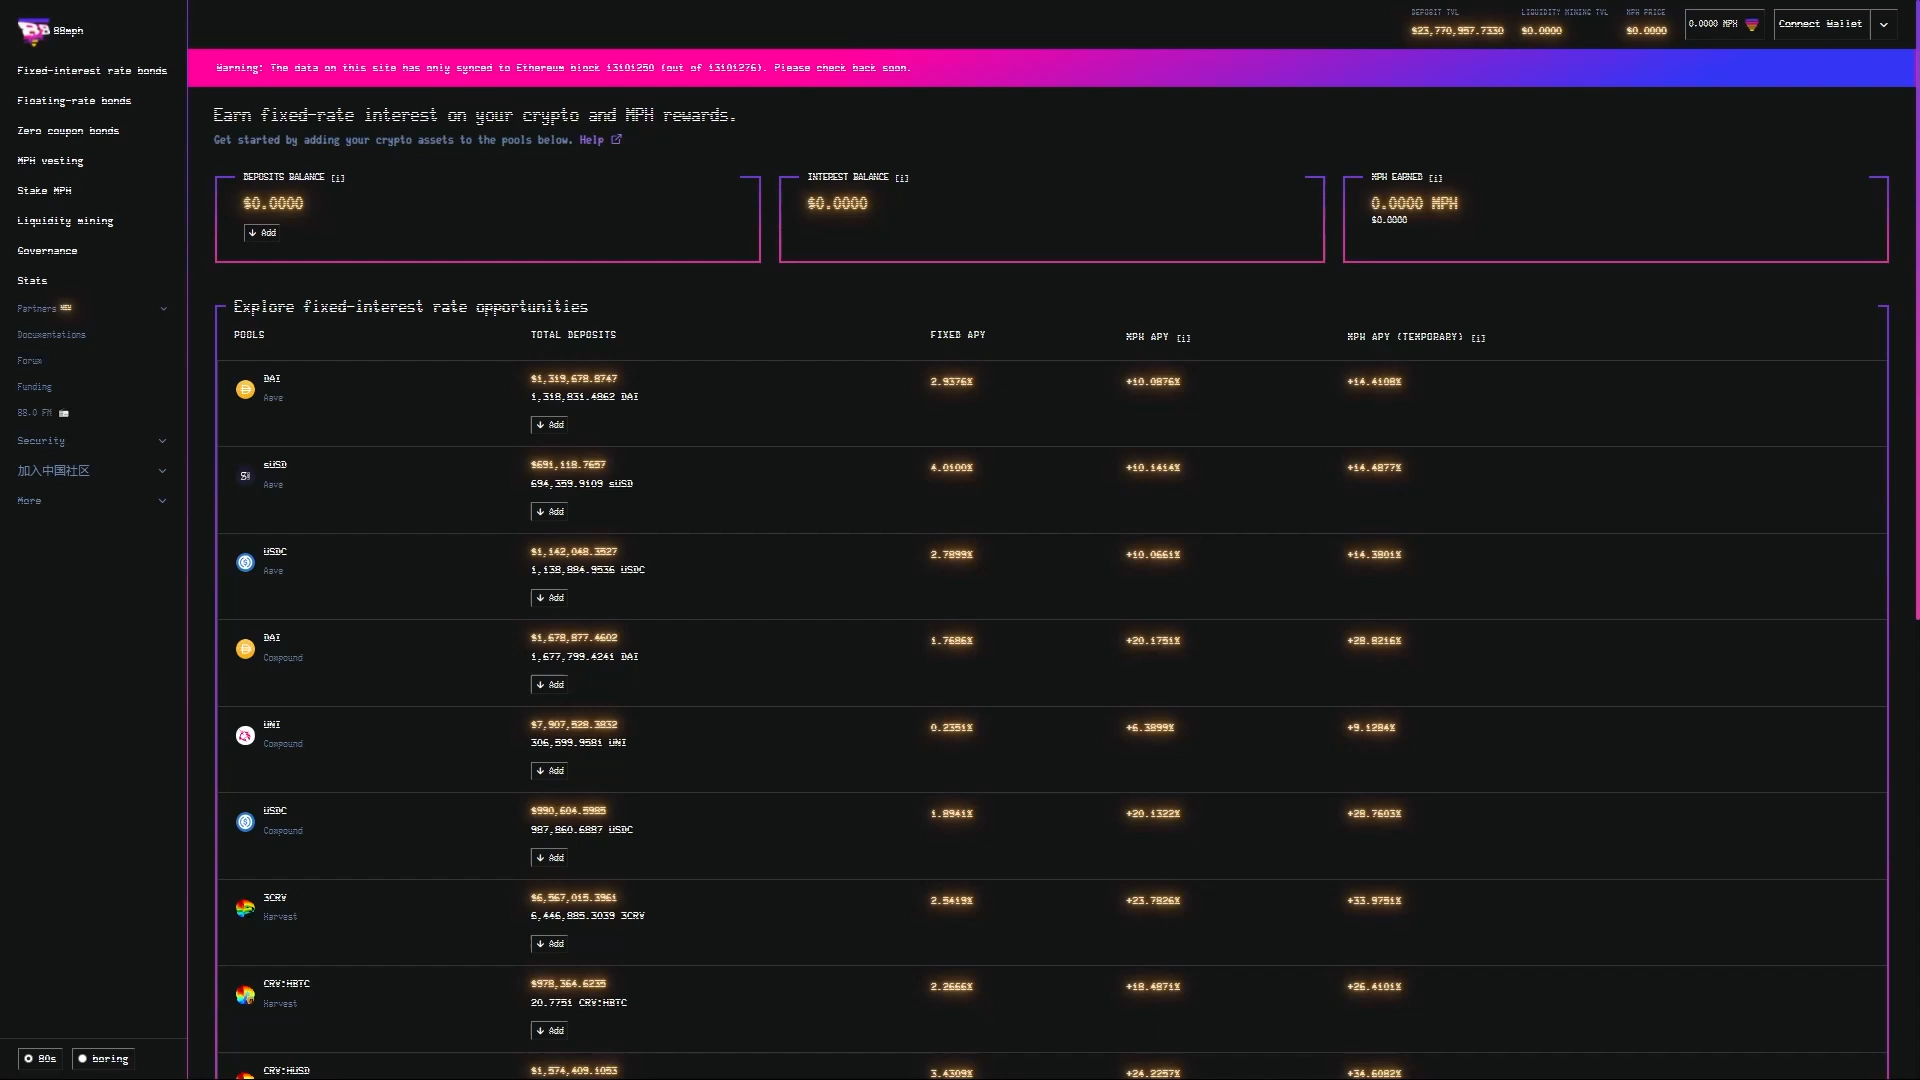 88mph
DEPOSIT TVL
$23,770,957.7330
LIQUIDITY MINING TVL
$0.0000
MPH PRICE
$0.0000
0.0000 MPH
Connect Wallet
Fixed-interest rate bonds
Floating-rate bonds
Zero coupon bonds
MPH vesting
Stake MPH
Liquidity mining
Governance
Stats
Partners NEW
Documentations
Forum
Funding
88.0 FM 📻
Security
加入中国社区
More
80s
boring
Warning: The data on this site has only synced to Ethereum block 13101250 (out of 13101276). Please check back soon.
Earn fixed-rate interest on your crypto and MPH rewards.
Get started by adding your crypto assets to the pools below. Help
DEPOSITS BALANCE [i]
$0.0000
↓ Add
INTEREST BALANCE [i]
$0.0000
MPH EARNED [i]
0.0000 MPH
$0.0000
Explore fixed-interest rate opportunities
POOLS TOTAL DEPOSITS FIXED APY MPH APY [i] MPH APY (TEMPORARY) [i]
DAI $1,319,678.8747 2.9376% +10.0876% +14.4108%
Aave 1,318,831.4862 DAI
↓ Add
sUSD $691,118.7657 4.0100% +10.1414% +14.4877%
Aave 694,359.9109 sUSD
↓ Add
USDC $1,142,048.3527 2.7899% +10.0661% +14.3801%
Aave 1,138,884.9536 USDC
↓ Add
DAI $1,678,877.4602 1.7686% +20.1751% +28.8216%
Compound 1,677,799.4241 DAI
↓ Add
UNI $7,907,528.3832 0.2351% +6.3899% +9.1284%
Compound 306,599.9581 UNI
↓ Add
USDC $990,604.5985 1.8941% +20.1322% +28.7603%
Compound 987,860.6887 USDC
↓ Add
3CRV $6,567,015.3961 2.5419% +23.7826% +33.9751%
Harvest 6,446,885.3039 3CRV
↓ Add
CRV:HBTC $978,364.6235 2.2666% +18.4871% +26.4101%
Harvest 20.7751 CRV:HBTC
↓ Add
CRV:HUSD $1,574,409.1053 3.4309% +24.2257% +34.6082%